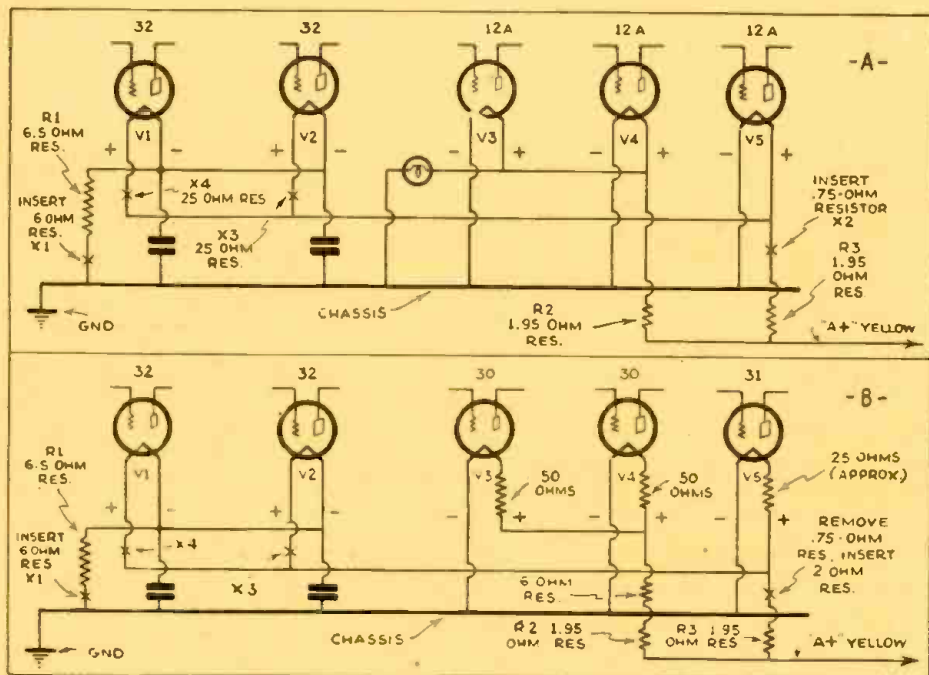 32
32
12A
12A
12A
-A-
R1
6.5 OHM
RES.
V1
V2
V3
V4
V5
+
-
+
-
-
+
-
+
-
+
INSERT
6 OHM
RES.
X1
X4
25 OHM RES
X3
25 OHM
RES.
INSERT
.75-OHM
RESISTOR
X2
R3
1.95
OHM
RES.
GND
CHASSIS
R2
1.95 OHM
RES.
"A+" YELLOW
32
32
30
30
31
-B-
R1
6.5 OHM
RES.
V1
V2
V3
V4
V5
50
OHMS
50
OHMS
25 OHMS
(APPROX.)
+
-
+
-
-
+
-
+
-
+
INSERT
6 OHM
RES
X1
X4
X3
6 OHM
RES.
REMOVE
.75-OHM
RES. INSERT
2 OHM
RES.
GND
CHASSIS
R2 1.95
OHM RES
R3 1.95
OHM RES
"A+" YELLOW